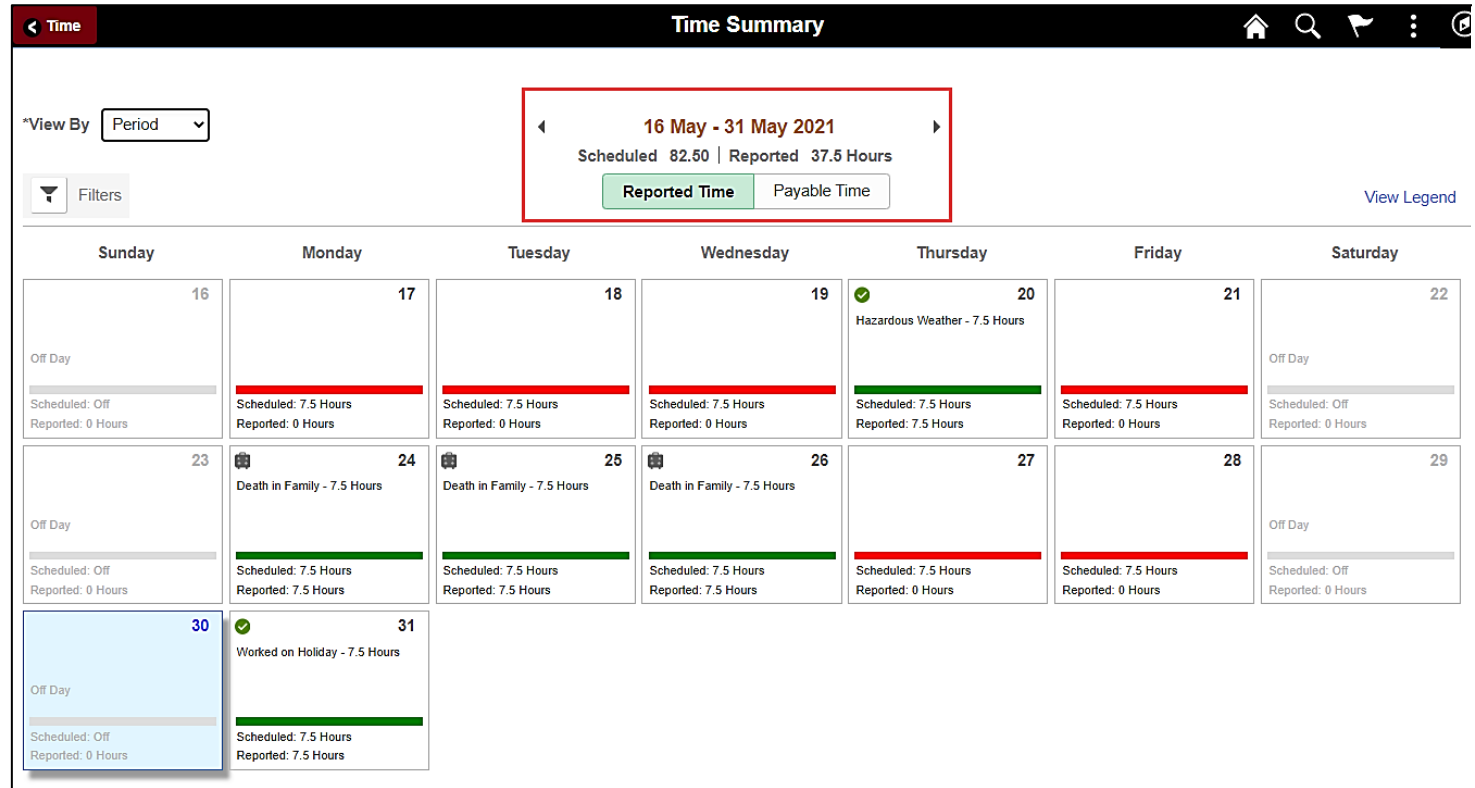 Time
Time Summary
*View By Period
16 May - 31 May 2021
Scheduled 82.50 | Reported 37.5 Hours
Reported Time Payable Time
Filters
View Legend
Sunday Monday Tuesday Wednesday Thursday Friday Saturday
16
Off Day
Scheduled: Off
Reported: 0 Hours
17
Scheduled: 7.5 Hours
Reported: 0 Hours
18
Scheduled: 7.5 Hours
Reported: 0 Hours
19
Scheduled: 7.5 Hours
Reported: 0 Hours
20
Hazardous Weather - 7.5 Hours
Scheduled: 7.5 Hours
Reported: 7.5 Hours
21
Scheduled: 7.5 Hours
Reported: 0 Hours
22
Off Day
Scheduled: Off
Reported: 0 Hours
23
Off Day
Scheduled: Off
Reported: 0 Hours
24
Death in Family - 7.5 Hours
Scheduled: 7.5 Hours
Reported: 7.5 Hours
25
Death in Family - 7.5 Hours
Scheduled: 7.5 Hours
Reported: 7.5 Hours
26
Death in Family - 7.5 Hours
Scheduled: 7.5 Hours
Reported: 7.5 Hours
27
Scheduled: 7.5 Hours
Reported: 0 Hours
28
Scheduled: 7.5 Hours
Reported: 0 Hours
29
Off Day
Scheduled: Off
Reported: 0 Hours
30
Off Day
Scheduled: Off
Reported: 0 Hours
31
Worked on Holiday - 7.5 Hours
Scheduled: 7.5 Hours
Reported: 7.5 Hours